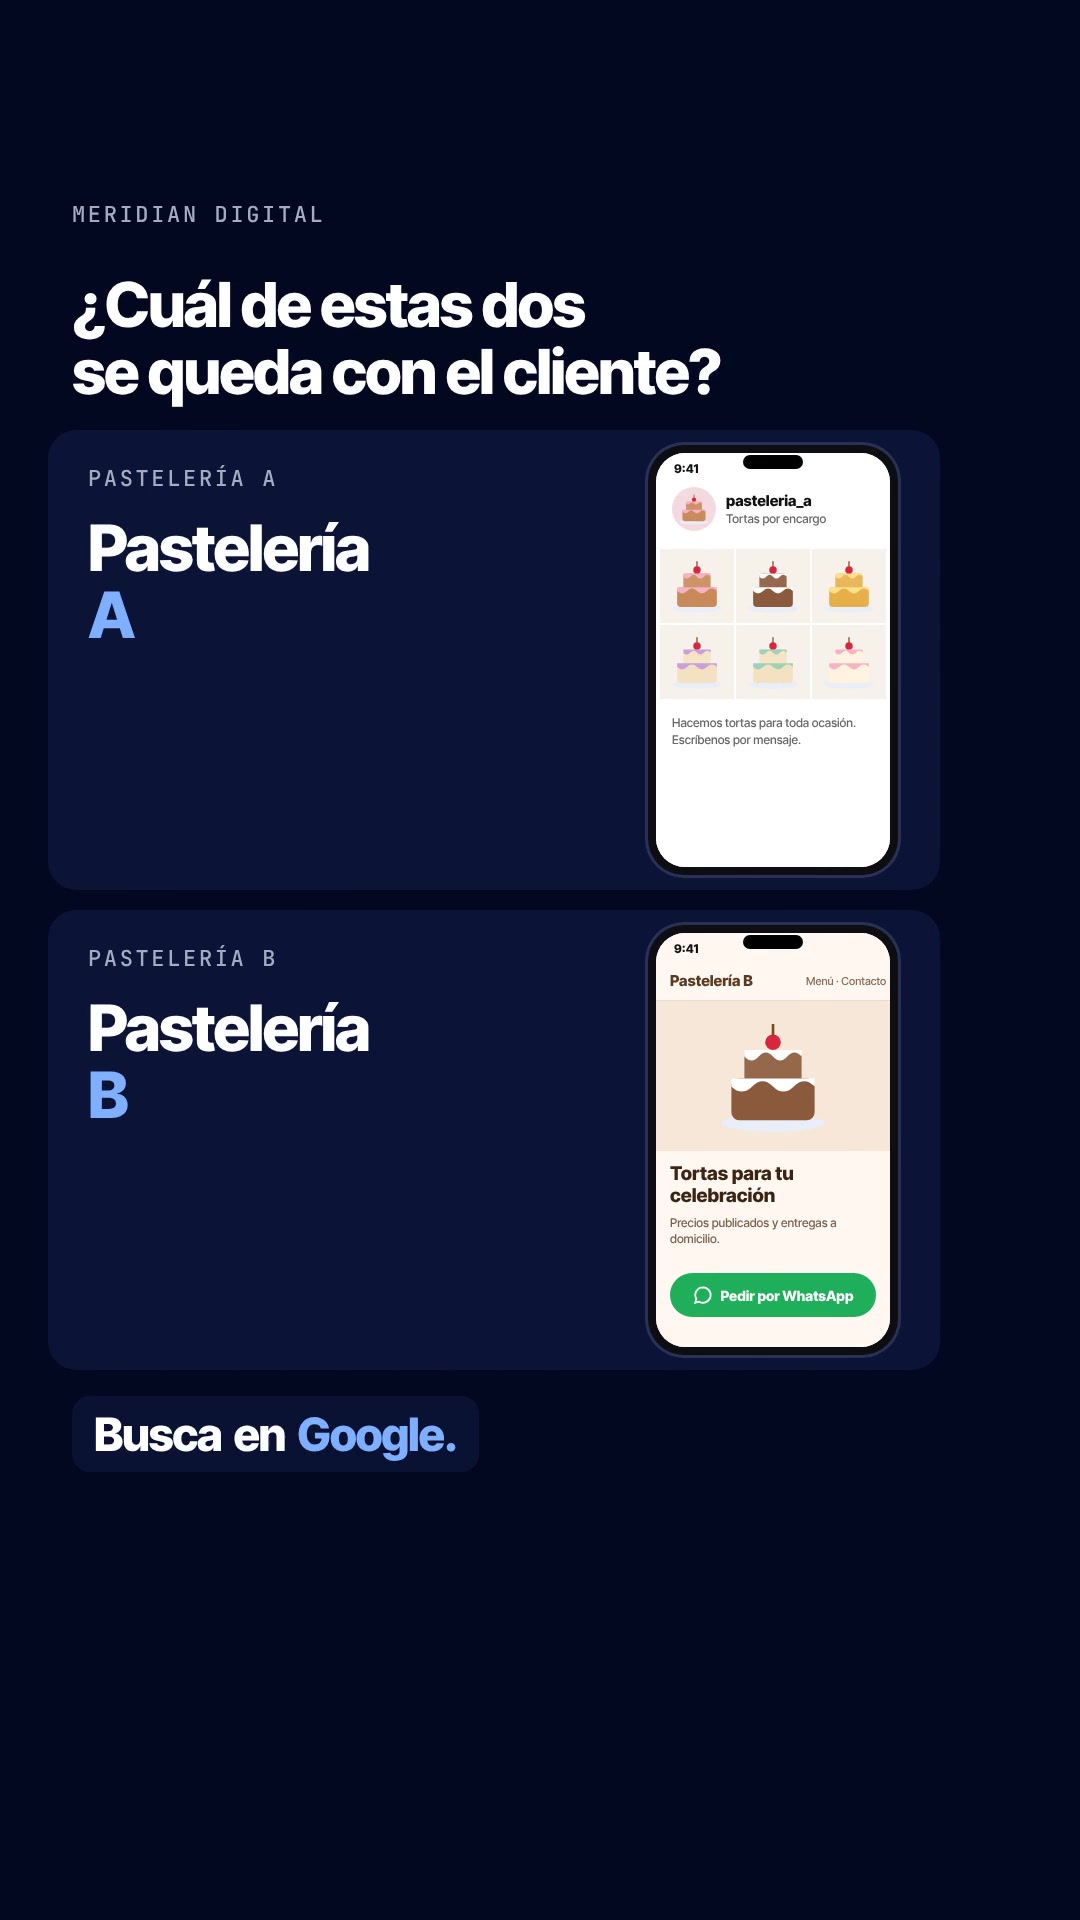 MERIDIAN DIGITAL
¿Cuál de estas dos
se queda con el cliente?
PASTELERÍA A
Pastelería
A
9:41
pasteleria_a
Tortas por encargo
Hacemos tortas para toda ocasión.
Escríbenos por mensaje.
PASTELERÍA B
Pastelería
B
9:41
Pastelería B
Menú · Contacto
Tortas para tu
celebración
Precios publicados y entregas a
domicilio.
Pedir por WhatsApp
Busca en Google.